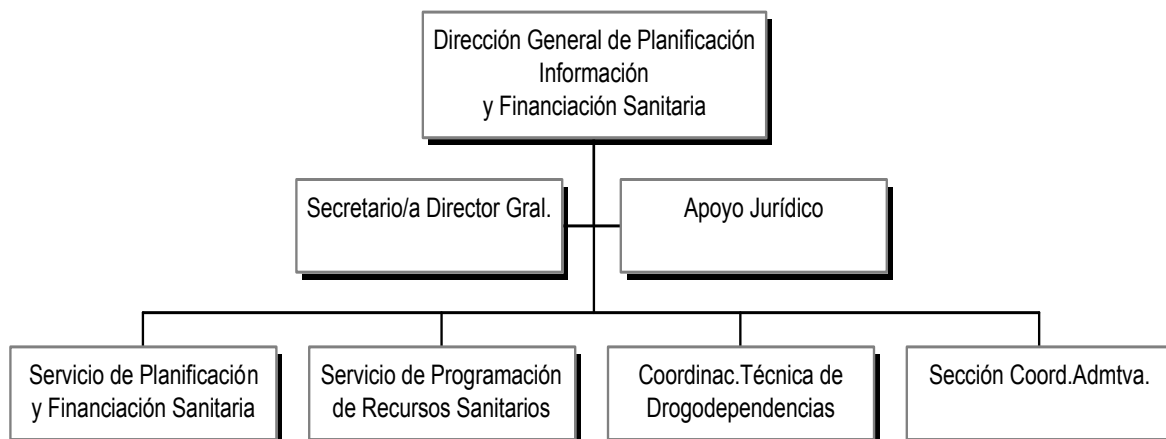 Dirección General de Planificación
Información
y Financiación Sanitaria
Secretario/a Director Gral.
Apoyo Jurídico
Servicio de Planificación
y Financiación Sanitaria
Servicio de Programación
de Recursos Sanitarios
Coordinac.Técnica de
Drogodependencias
Sección Coord.Admtva.